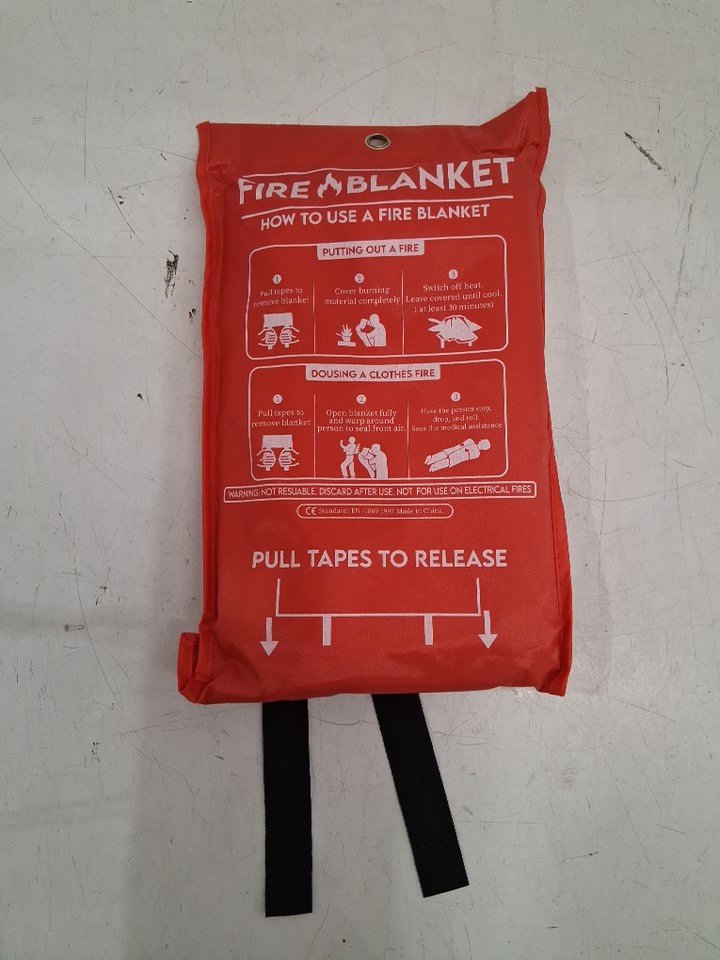 FIRE BLANKET
HOW TO USE A FIRE BLANKET
PUTTING OUT A FIRE
1
Pull tapes to
remove blanket
2
Cover burning
material completely
3
Switch off heat.
Leave covered until cool.
( at least 30 minutes)
DOUSING A CLOTHES FIRE
1
Pull tapes to
remove blanket
2
Open blanket fully
and warp around
person to seal from air.
3
Have the person stop,
drop, and roll.
Seek the medical assistance
WARNING: NOT RESUABLE. DISCARD AFTER USE. NOT FOR USE ON ELECTRICAL FIRES
CE Standard: EN -1869:1997 Made in China.
PULL TAPES TO RELEASE